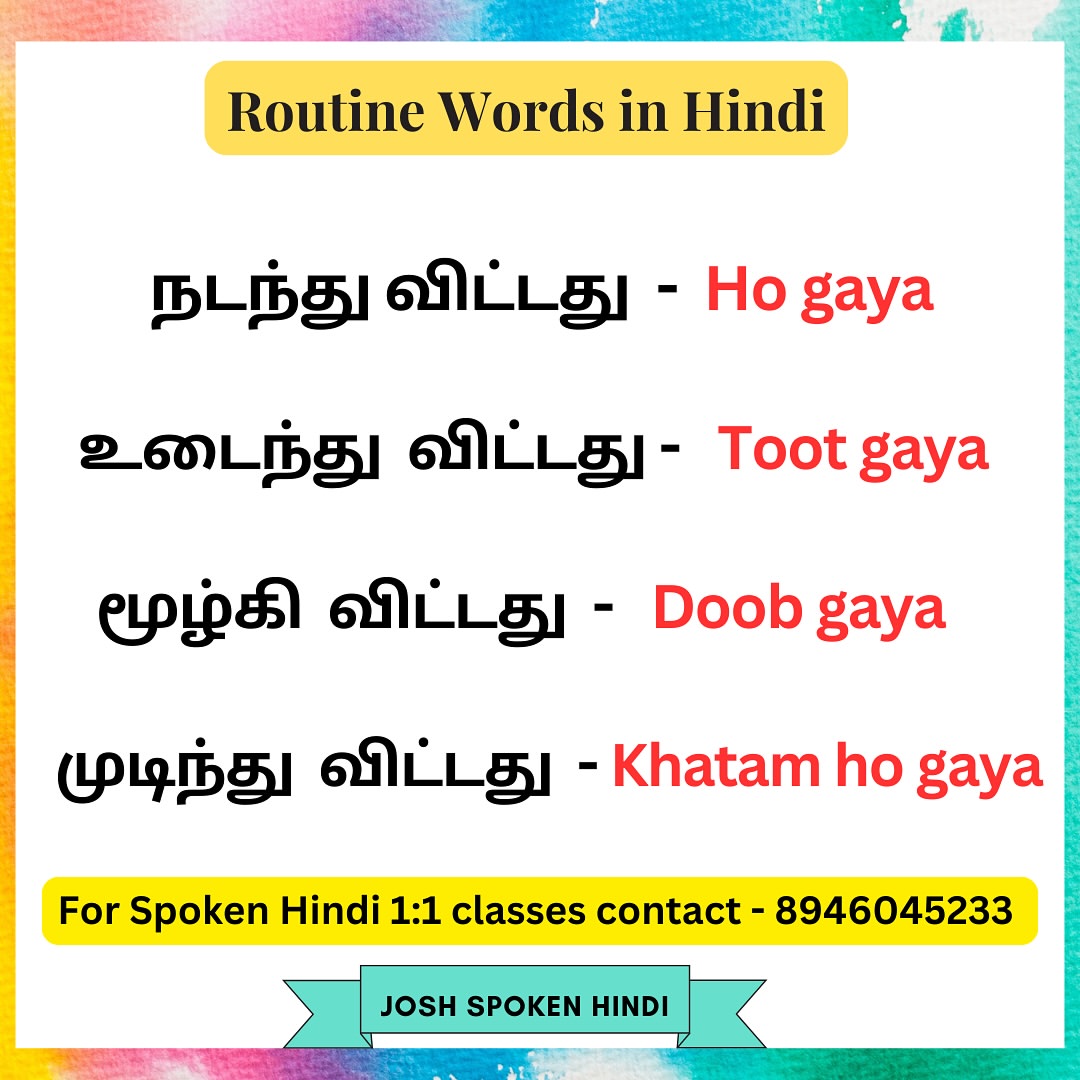 Routine Words in Hindi
நடந்து விட்டது - Ho gaya
உடைந்து விட்டது - Toot gaya
மூழ்கி விட்டது - Doob gaya
முடிந்து விட்டது - Khatam ho gaya
For Spoken Hindi 1:1 classes contact - 8946045233
JOSH SPOKEN HINDI